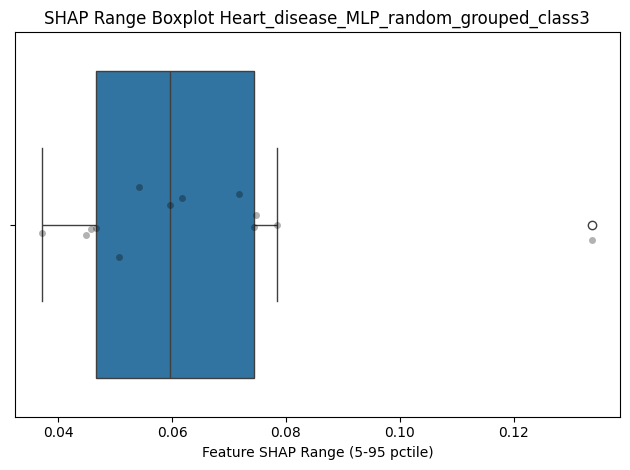 SHAP Range Boxplot Heart_disease_MLP_random_grouped_class3
0.04 0.06 0.08 0.10 0.12
Feature SHAP Range (5-95 pctile)